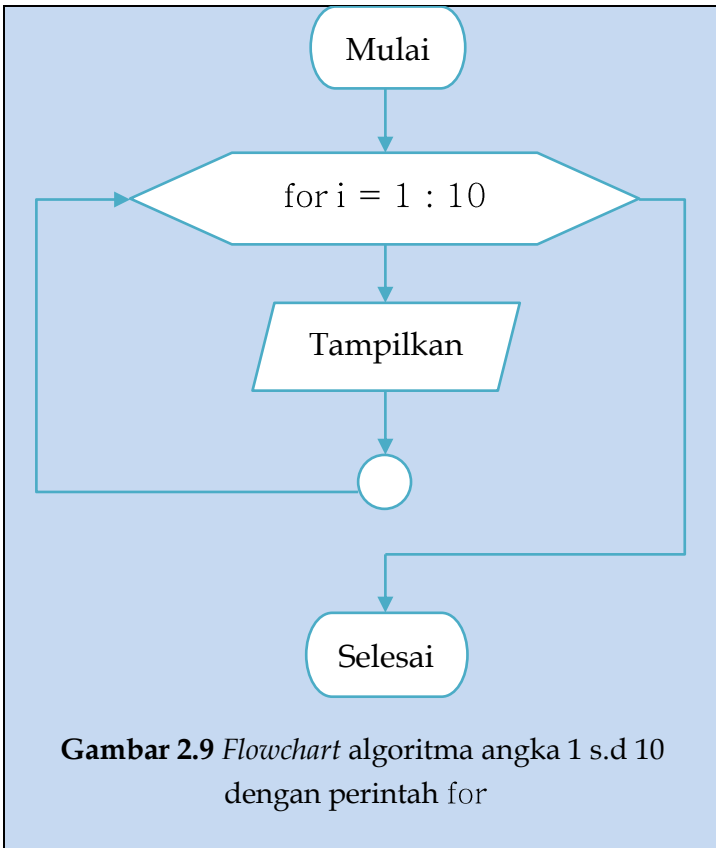 Mulai
for i = 1 : 10
Tampilkan
Selesai
Gambar 2.9 Flowchart algoritma angka 1 s.d 10
dengan perintah for